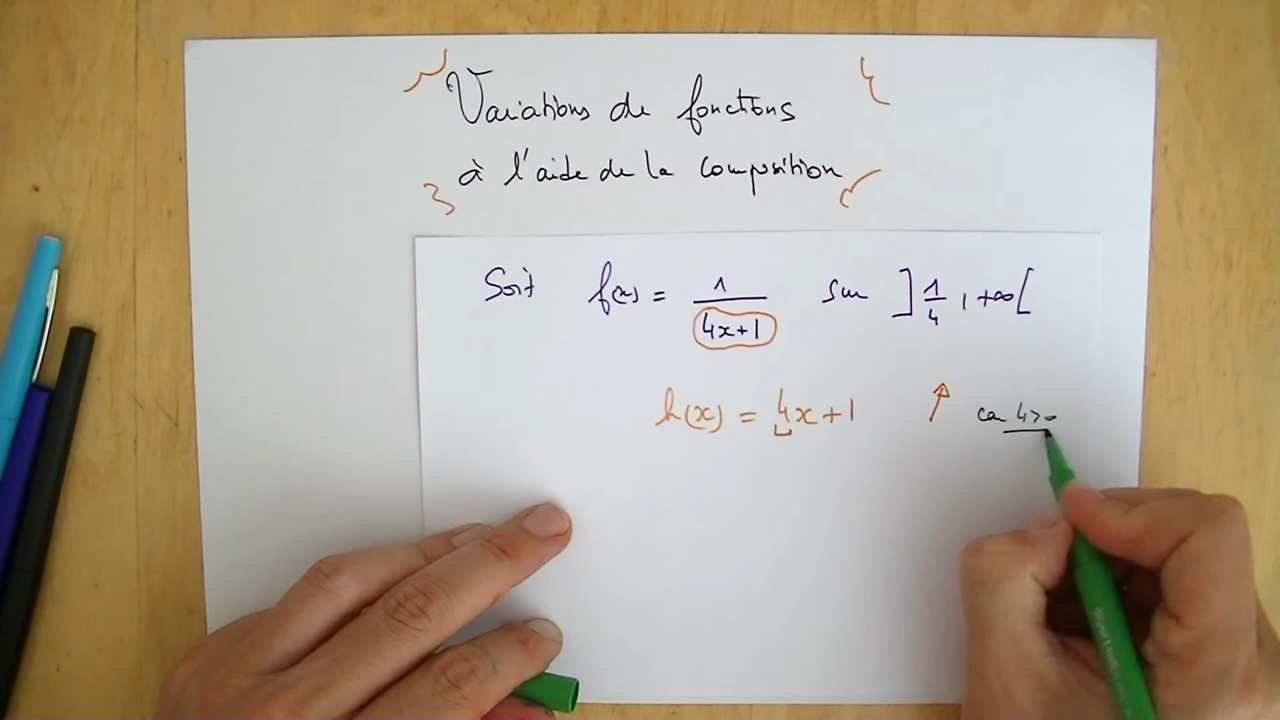 Variations de fonctions
à l'aide de la composition
Soit f(x) = 1/(4x+1) sur ]1/4, +∞[
h(x) = 4x+1 ↗ car 4>0